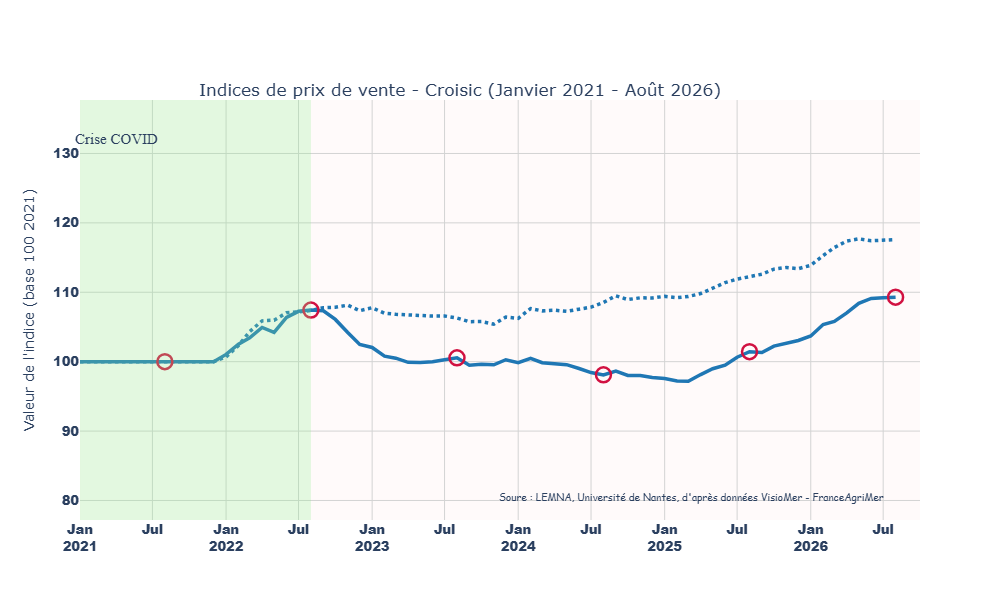 Indices de prix de vente - Croisic (Janvier 2021 - Août 2026)
Crise COVID
Valeur de l'indice (base 100 2021)
130
120
110
100
90
80
Soure : LEMNA, Université de Nantes, d'après données VisioMer - FranceAgriMer
Jan Jul Jan Jul Jan Jul Jan Jul Jan Jul Jan Jul
2021 2022 2023 2024 2025 2026